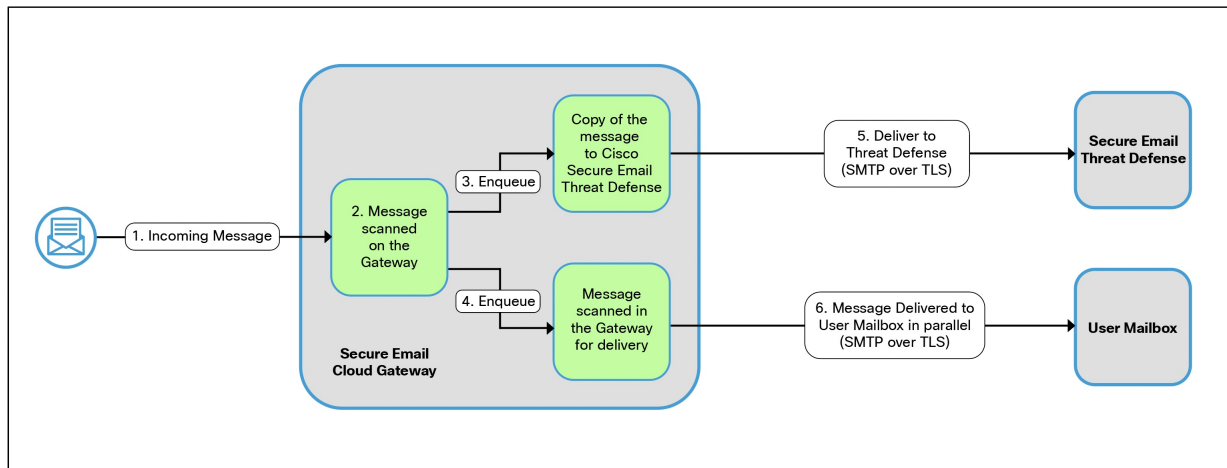 1. Incoming Message
2. Message
scanned
on the
Gateway
3. Enqueue
Copy of the
message
to Cisco
Secure Email
Threat Defense
4. Enqueue
Message
scanned in
the Gateway
for delivery
Secure Email
Cloud Gateway
5. Deliver to
Threat Defense
(SMTP over TLS)
Secure Email
Threat Defense
6. Message Delivered to
User Mailbox in parallel
(SMTP over TLS)
User Mailbox